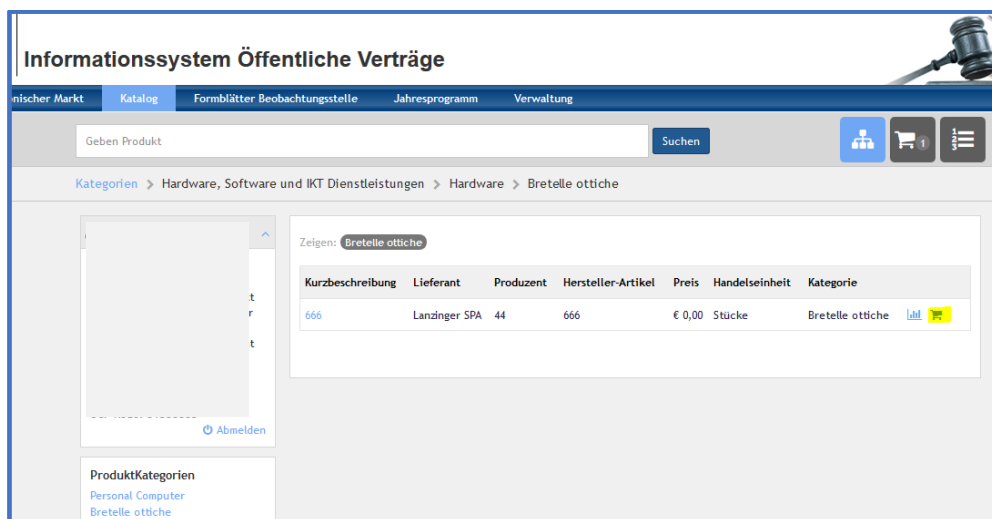 Informationssystem Öffentliche Verträge
nischer Markt Katalog Formblätter Beobachtungsstelle Jahresprogramm Verwaltung
Geben Produkt Suchen 1
Kategorien > Hardware, Software und IKT Dienstleistungen > Hardware > Bretelle ottiche
Zeigen: Bretelle ottiche
Kurzbeschreibung Lieferant Produzent Hersteller-Artikel Preis Handelseinheit Kategorie
666 Lanzinger SPA 44 666 € 0,00 Stücke Bretelle ottiche
Abmelden
ProduktKategorien
Personal Computer
Bretelle ottiche